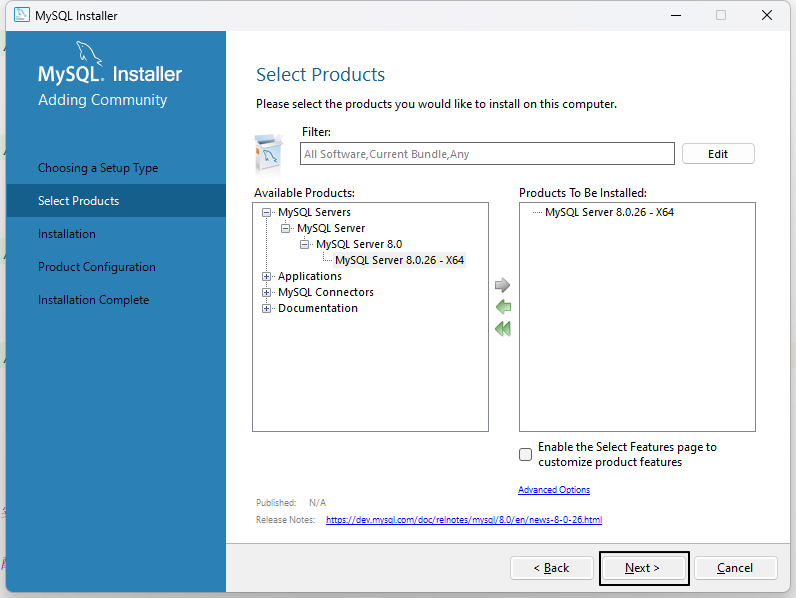 MySQL Installer
MySQL. Installer
Adding Community
Choosing a Setup Type
Select Products
Installation
Product Configuration
Installation Complete
Select Products
Please select the products you would like to install on this computer.
Filter:
All Software,Current Bundle,Any
Edit
Available Products:
MySQL Servers
MySQL Server
MySQL Server 8.0
MySQL Server 8.0.26 - X64
Applications
MySQL Connectors
Documentation
Products To Be Installed:
MySQL Server 8.0.26 - X64
Enable the Select Features page to
customize product features
Advanced Options
Published: N/A
Release Notes: https://dev.mysql.com/doc/relnotes/mysql/8.0/en/news-8-0-26.html
< Back
Next >
Cancel